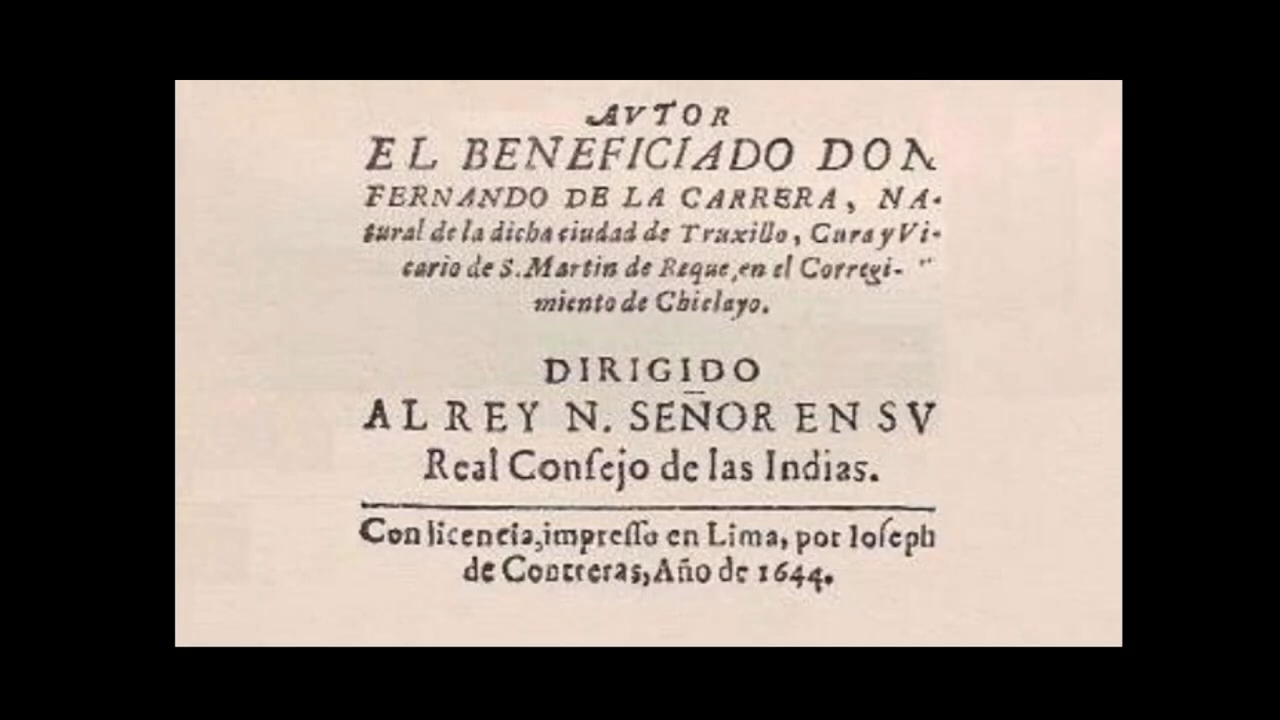 AVTOR
EL BENEFICIADO DON
FERNANDO DE LA CARRERA, NA-
tural de la dicha ciudad de Truxillo, Cura y Vi-
cario de S. Martin de Reque, en el Corregi-
miento de Chiclayo.
DIRIGIDO
AL REY N. SEÑOR EN SV
Real Conſejo de las Indias.
Con licencia, impreſſo en Lima, por Ioſeph
de Contreras, Año de 1644.